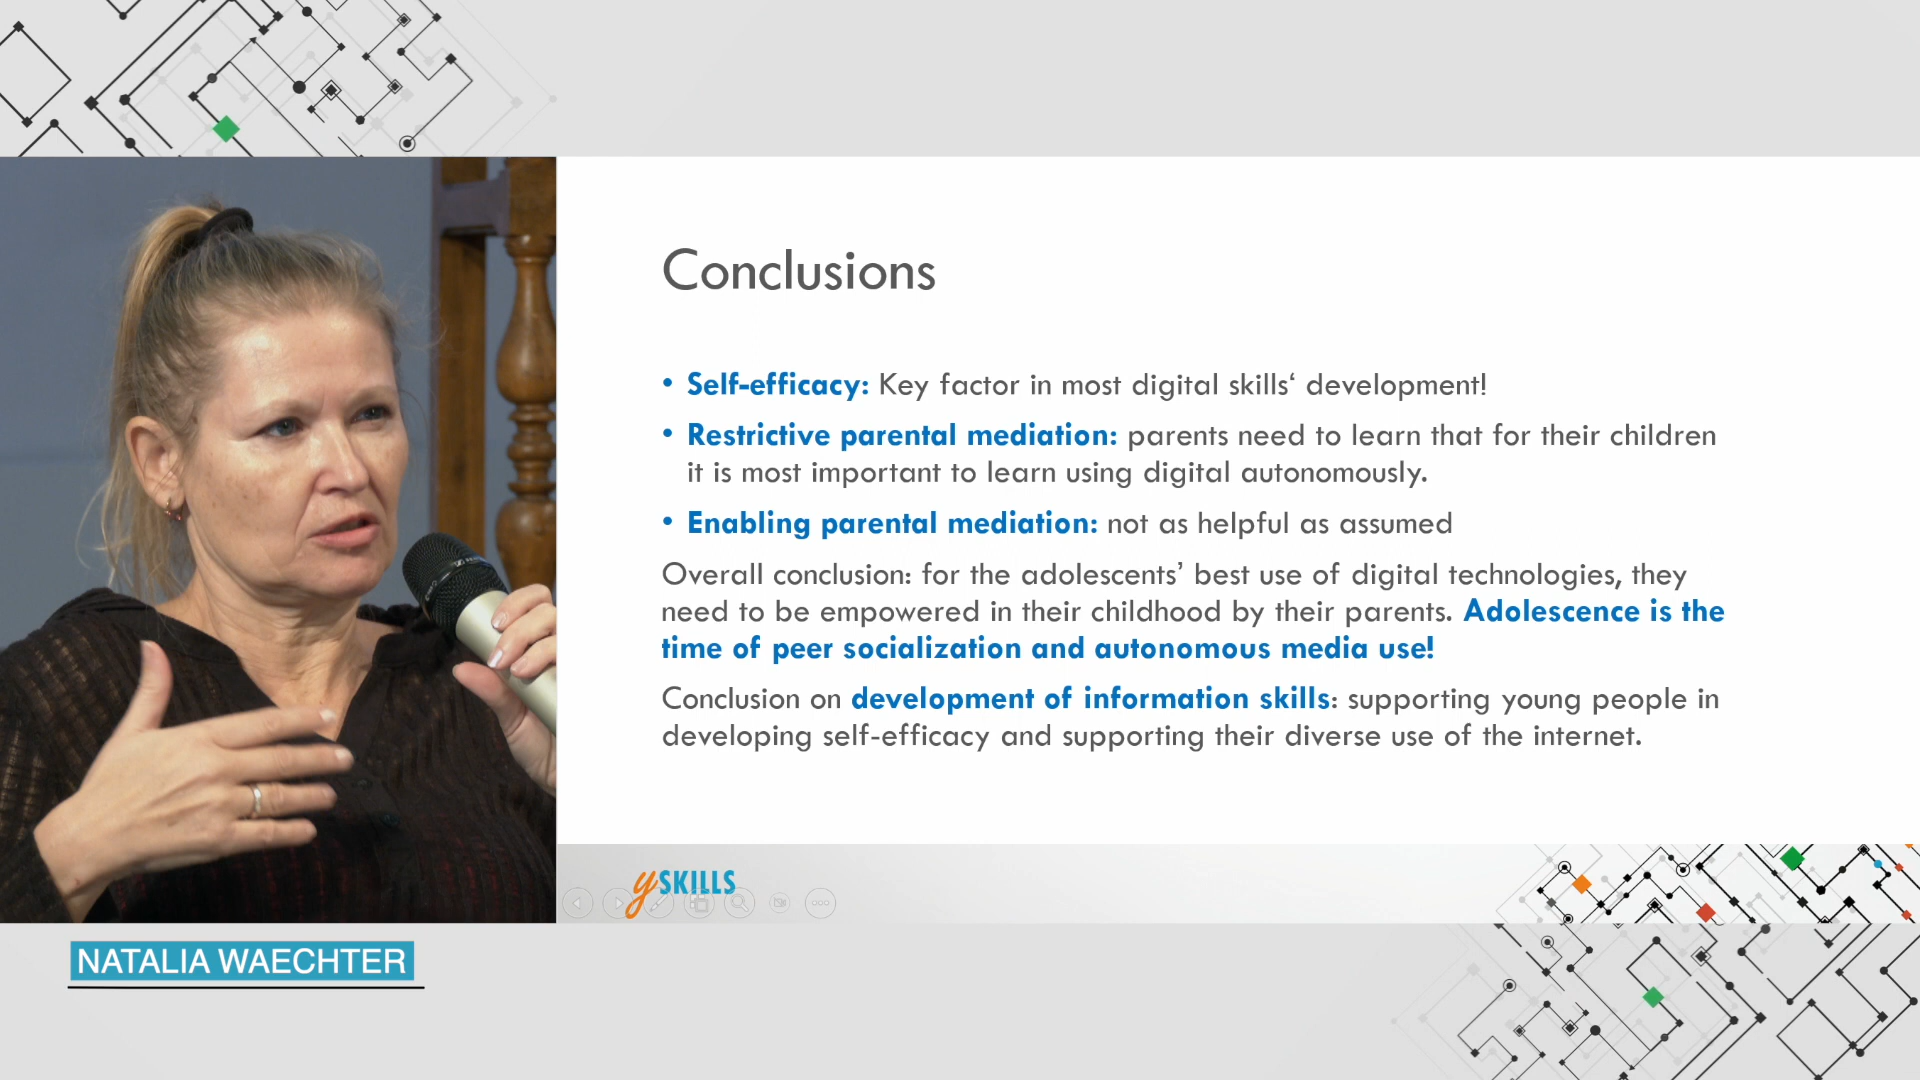 Conclusions
• Self-efficacy: Key factor in most digital skills‘ development!
• Restrictive parental mediation: parents need to learn that for their children
it is most important to learn using digital autonomously.
• Enabling parental mediation: not as helpful as assumed
Overall conclusion: for the adolescents’ best use of digital technologies, they
need to be empowered in their childhood by their parents. Adolescence is the
time of peer socialization and autonomous media use!
Conclusion on development of information skills: supporting young people in
developing self-efficacy and supporting their diverse use of the internet.
ySKILLS
NATALIA WAECHTER